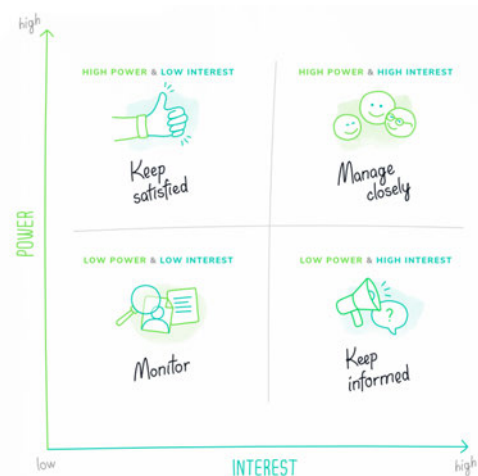 high
HIGH POWER & LOW INTEREST
HIGH POWER & HIGH INTEREST
Keep
satisfied
Manage
closely
POWER
LOW POWER & LOW INTEREST
LOW POWER & HIGH INTEREST
?
Monitor
Keep
informed
low
INTEREST
high